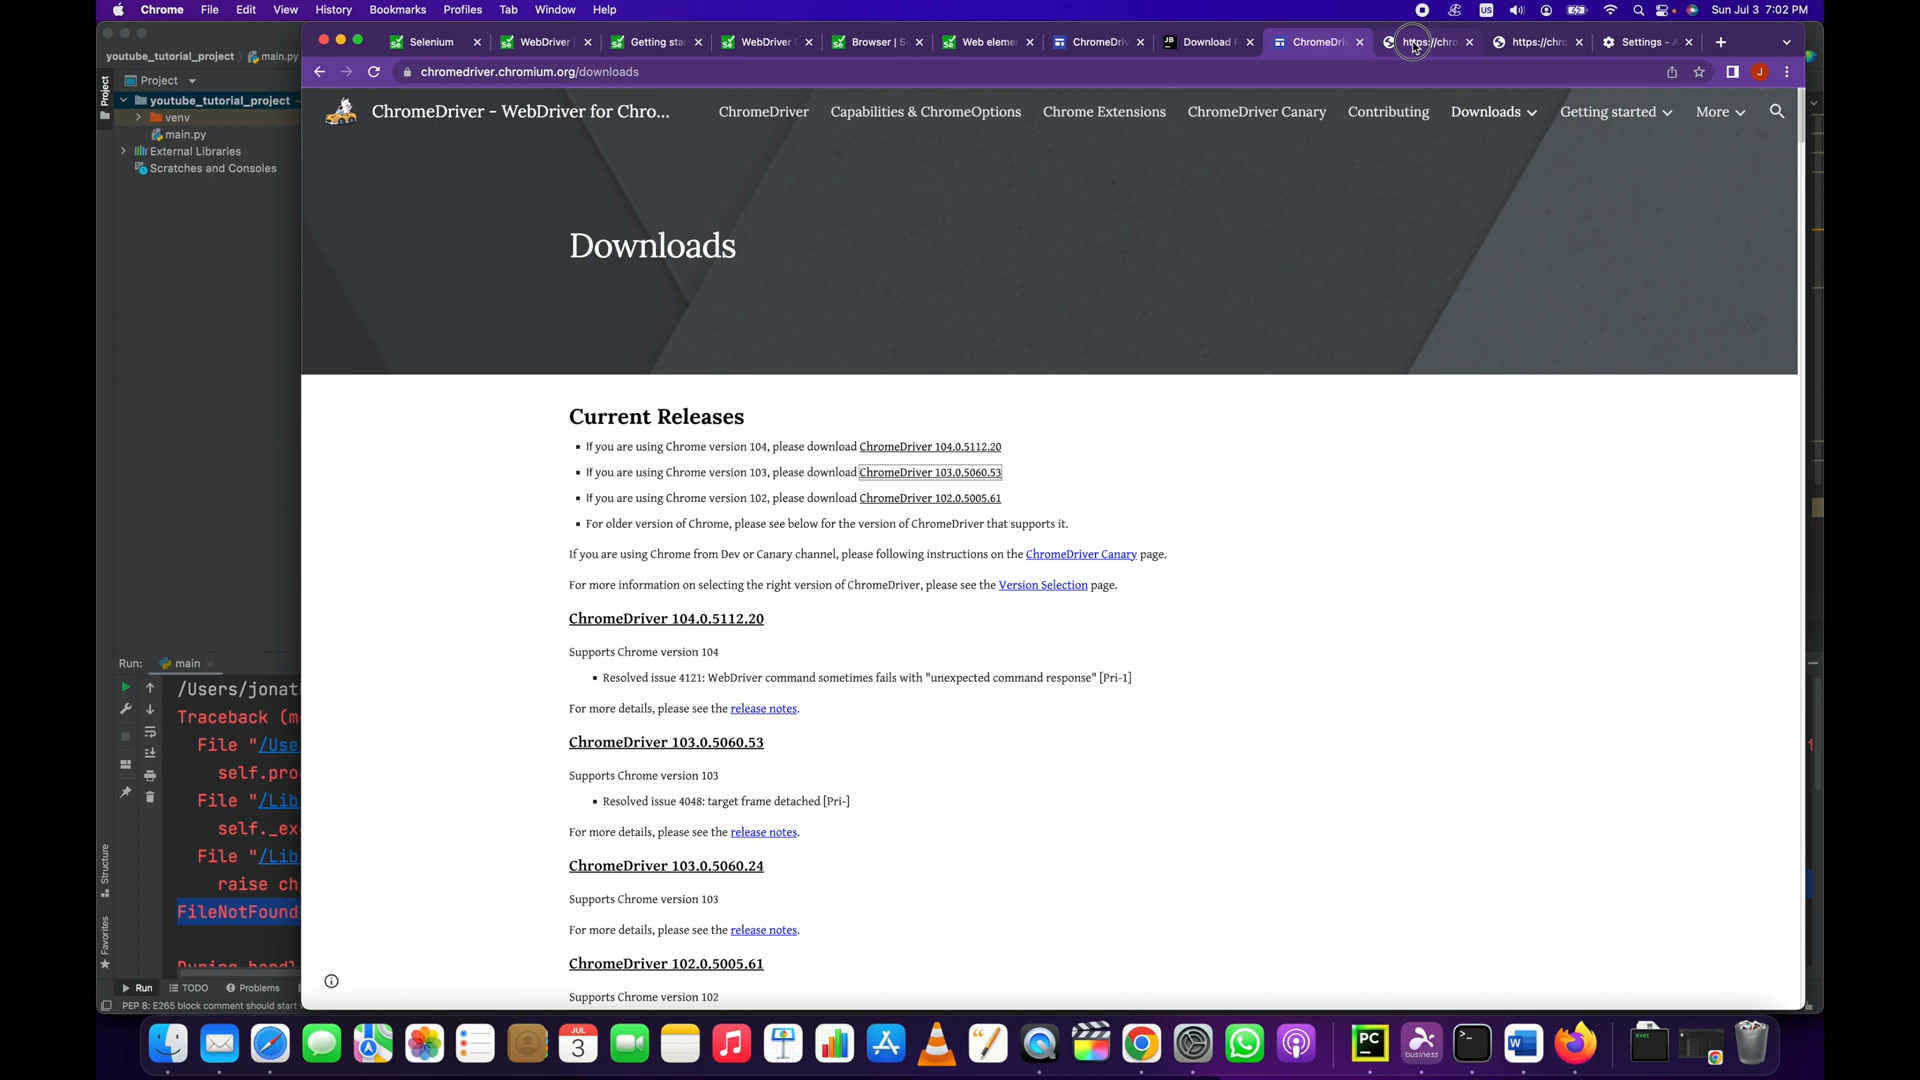 Chrome File Edit View History Bookmarks Profiles Tab Window Help US Sun Jul 3 7:02 PM
youtube_tutorial_project main.py
Selenium WebDriver Getting sta WebDriver Browser | S Web eleme ChromeDri Download ChromeDri https://chro https://chro Settings - A
chromedriver.chromium.org/downloads
Project
youtube_tutorial_project
venv
main.py
External Libraries
Scratches and Consoles
ChromeDriver - WebDriver for Chro... ChromeDriver Capabilities & ChromeOptions Chrome Extensions ChromeDriver Canary Contributing Downloads Getting started More
Downloads
Current Releases
If you are using Chrome version 104, please download ChromeDriver 104.0.5112.20
If you are using Chrome version 103, please download ChromeDriver 103.0.5060.53
If you are using Chrome version 102, please download ChromeDriver 102.0.5005.61
For older version of Chrome, please see below for the version of ChromeDriver that supports it.
If you are using Chrome from Dev or Canary channel, please following instructions on the ChromeDriver Canary page.
For more information on selecting the right version of ChromeDriver, please see the Version Selection page.
ChromeDriver 104.0.5112.20
Supports Chrome version 104
Resolved issue 4121: WebDriver command sometimes fails with "unexpected command response" [Pri-1]
For more details, please see the release notes.
ChromeDriver 103.0.5060.53
Supports Chrome version 103
Resolved issue 4048: target frame detached [Pri-]
For more details, please see the release notes.
ChromeDriver 103.0.5060.24
Supports Chrome version 103
For more details, please see the release notes.
ChromeDriver 102.0.5005.61
Supports Chrome version 102
Run: main
/Users/jonat
Traceback (m
File "/Use
self.pro
File "/Lib
self._ex
File "/Lib
raise ch
FileNotFound
Structure
Favorites
Run TODO Problems
PEP 8: E265 block comment should start
JUL
3
PC
business
W
exec